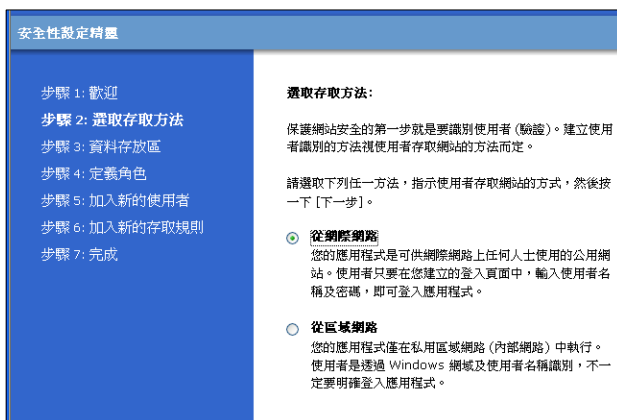 安全性設定精靈
步驟 1: 歡迎
步驟 2: 選取存取方法
步驟 3: 資料存放區
步驟 4: 定義角色
步驟 5: 加入新的使用者
步驟 6: 加入新的存取規則
步驟 7: 完成
選取存取方法:
保護網站安全的第一步就是要識別使用者 (驗證)。建立使用
者識別的方法視使用者存取網站的方法而定。
請選取下列任一方法，指示使用者存取網站的方式，然後按
一下 [下一步]。
從網際網路
您的應用程式是可供網際網路上任何人士使用的公用網
站。使用者只要在您建立的登入頁面中，輸入使用者名
稱及密碼，即可登入應用程式。
從區域網路
您的應用程式僅在私用區域網路 (內部網路) 中執行。
使用者是透過 Windows 網域及使用者名稱識別，不一
定要明確登入應用程式。